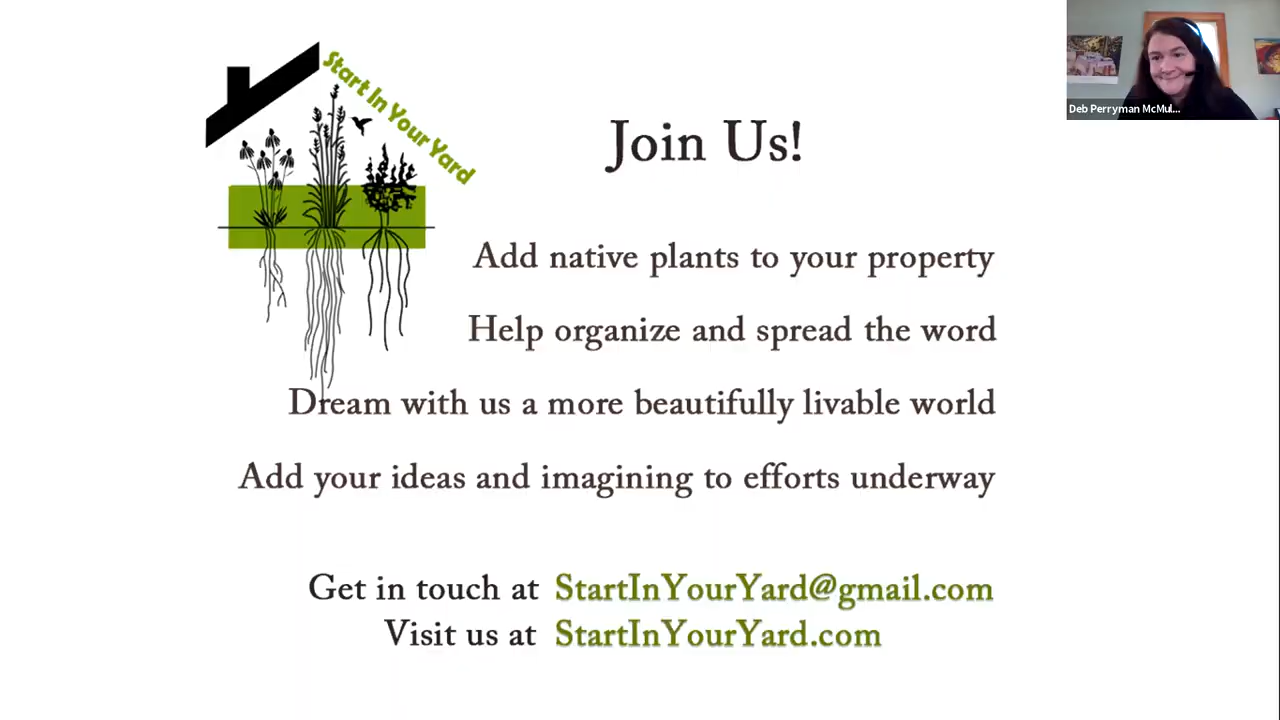 Start In Your Yard
Deb Perryman McMul...
Join Us!
Add native plants to your property
Help organize and spread the word
Dream with us a more beautifully livable world
Add your ideas and imagining to efforts underway
Get in touch at StartInYourYard@gmail.com
Visit us at StartInYourYard.com